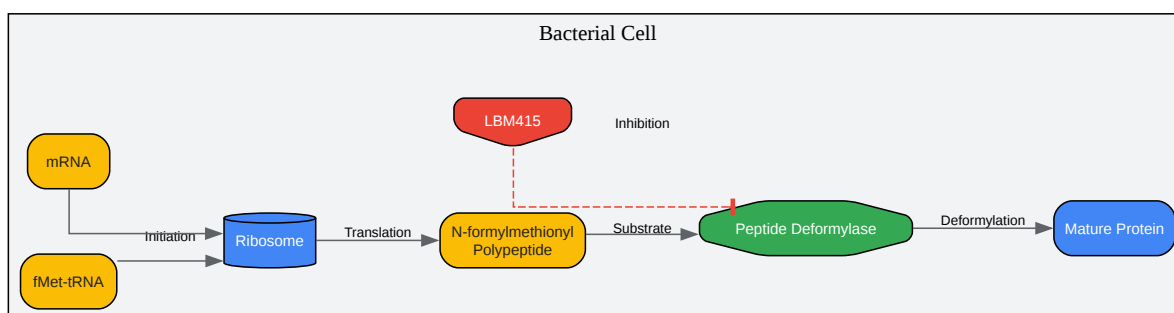 Bacterial Cell
LBM415
Inhibition
mRNA
Initiation
fMet-tRNA
Ribosome
Translation
N-formylmethionyl
Polypeptide
Substrate
Peptide Deformylase
Deformylation
Mature Protein